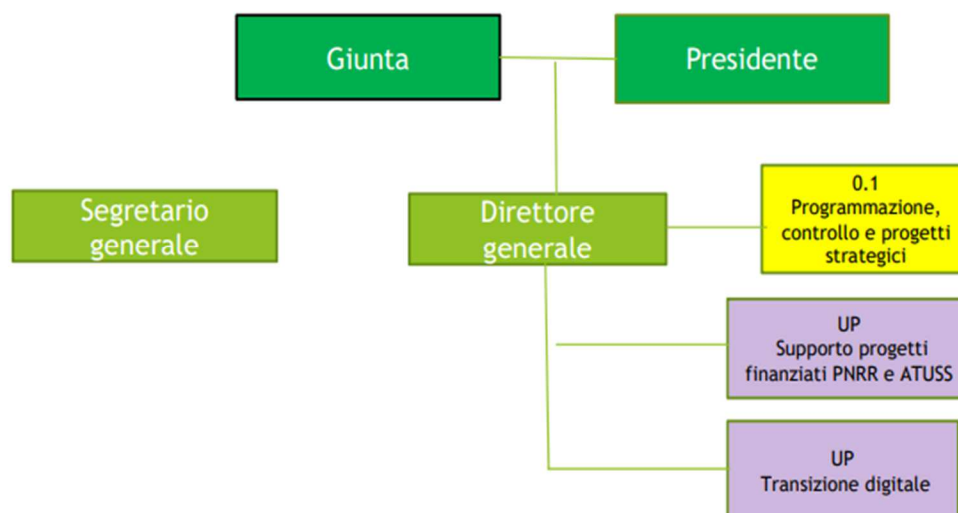 Giunta
Presidente
Segretario
generale
Direttore
generale
0.1
Programmazione,
controllo e progetti
strategici
UP
Supporto progetti
finanziati PNRR e ATUSS
UP
Transizione digitale